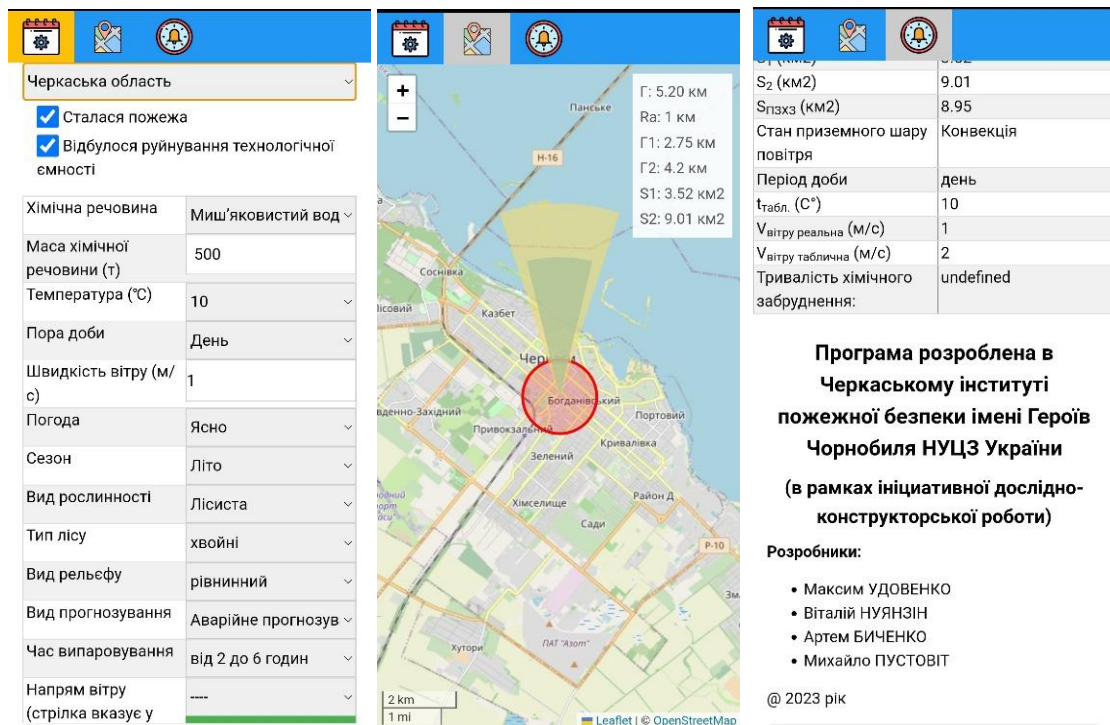 Черкаська область
Сталася пожежа
Відбулося руйнування технологічної
ємності
Хімічна речовина
Миш’яковистий вод
Маса хімічної
речовини (т)
500
Температура (°C)
10
Пора доби
День
Швидкість вітру (м/
с)
1
Погода
Ясно
Сезон
Літо
Вид рослинності
Лісиста
Тип лісу
хвойні
Вид рельєфу
рівнинний
Вид прогнозування
Аварійне прогнозув
Час випаровування
від 2 до 6 годин
Напрям вітру
(стрілка вказує у
----
+
−
Г: 5.20 км
Ra: 1 км
Г1: 2.75 км
Г2: 4.2 км
S1: 3.52 км2
S2: 9.01 км2
Панське
Н-16
Соснівка
Казбет
Богданівський
Портовий
Привокзальний
Кривалівка
Зелений
Хімселище
Район Д
Сади
Р-10
ПАТ "Азот"
Хутори
2 km
1 mi
Leaflet | © OpenStreetMap
S2 (км2)
9.01
SПЗХЗ (км2)
8.95
Стан приземного шару
повітря
Конвекція
Період доби
день
tтабл. (C°)
10
Vвітру реальна (м/с)
1
Vвітру таблична (м/с)
2
Тривалість хімічного
забруднення:
undefined
Програма розроблена в
Черкаському інституті
пожежної безпеки імені Героїв
Чорнобиля НУЦЗ України
(в рамках ініциативної дослідно-
конструкторської роботи)
Розробники:
• Максим УДОВЕНКО
• Віталій НУЯНЗІН
• Артем БИЧЕНКО
• Михайло ПУСТОВІТ
@ 2023 рік